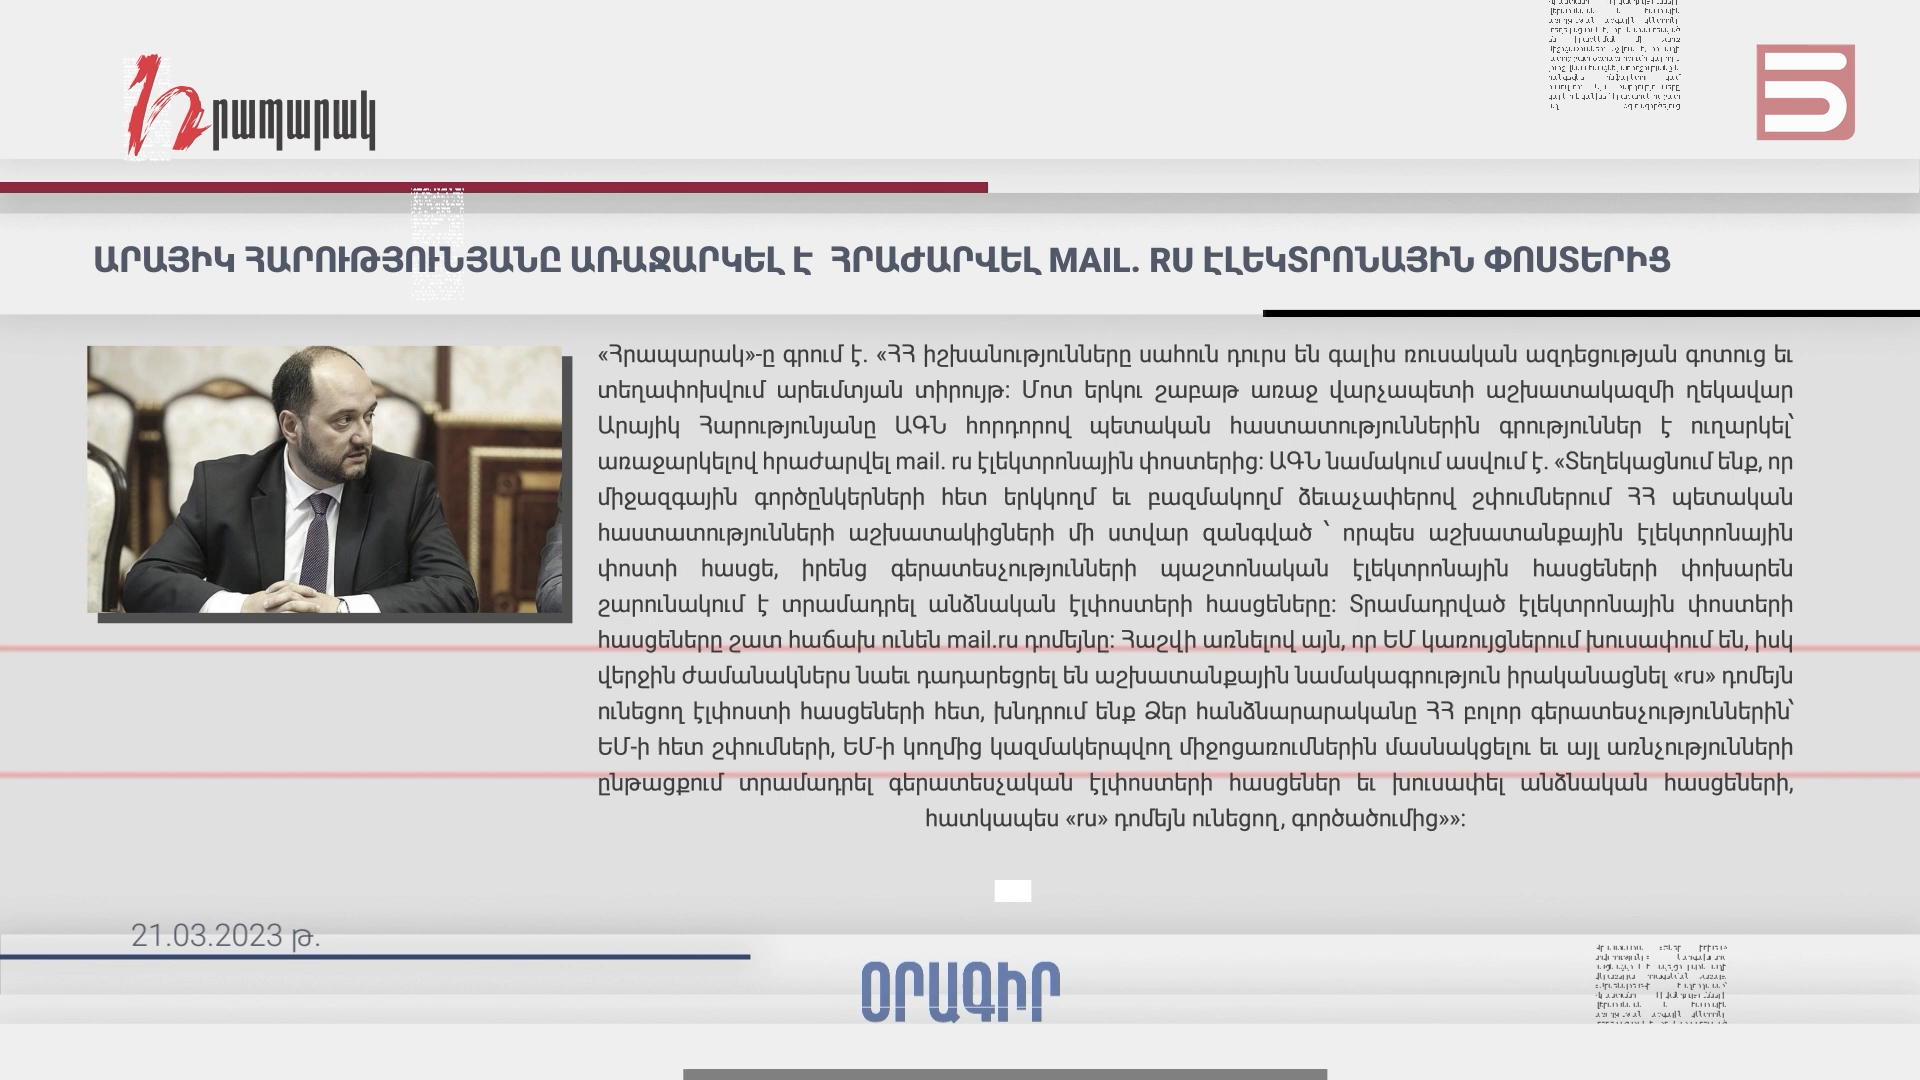 Հրապարակ
5
ԱՐԱՅԻԿ ՀԱՐՈՒԹՅՈՒՆՅԱՆԸ ԱՌԱՋԱՐԿԵԼ Է ՀՐԱԺԱՐՎԵԼ MAIL. RU ԷԼԵԿՏՐՈՆԱՅԻՆ ՓՈՍՏԵՐԻՑ
«Հրապարակ»-ը գրում է. «ՀՀ իշխանությունները սահուն դուրս են գալիս ռուսական ազդեցության գոտուց եւ
տեղափոխվում արեւմտյան տիրույթ: Մոտ երկու շաբաթ առաջ վարչապետի աշխատակազմի ղեկավար
Արայիկ Հարությունյանը ԱԳՆ հորդորով պետական հաստատություններին գրություններ է ուղարկել՝
առաջարկելով հրաժարվել mail. ru էլեկտրոնային փոստերից: ԱԳՆ նամակում ասվում է. «Տեղեկացնում ենք, որ
միջազգային գործընկերների հետ երկկողմ եւ բազմակողմ ձեւաչափերով շփումներում ՀՀ պետական
հաստատությունների աշխատակիցների մի ստվար զանգված ՝ որպես աշխատանքային էլեկտրոնային
փոստի հասցե, իրենց գերատեսչությունների պաշտոնական էլեկտրոնային հասցեների փոխարեն
շարունակում է տրամադրել անձնական էլփոստերի հասցեները: Տրամադրված էլեկտրոնային փոստերի
հասցեները շատ հաճախ ունեն mail.ru դոմեյնը: Հաշվի առնելով այն, որ ԵՄ կառույցներում խուսափում են, իսկ
վերջին ժամանակներս նաեւ դադարեցրել են աշխատանքային նամակագրություն իրականացնել «ru» դոմեյն
ունեցող էլփոստի հասցեների հետ, խնդրում ենք Ձեր հանձնարարականը ՀՀ բոլոր գերատեսչություններին՝
ԵՄ-ի հետ շփումների, ԵՄ-ի կողմից կազմակերպվող միջոցառումներին մասնակցելու եւ այլ առնչությունների
ընթացքում տրամադրել գերատեսչական էլփոստերի հասցեներ եւ խուսափել անձնական հասցեների,
հատկապես «ru» դոմեյն ունեցող, գործածումից»»:
21.03.2023 թ.
ՕՐԱԳԻՐ